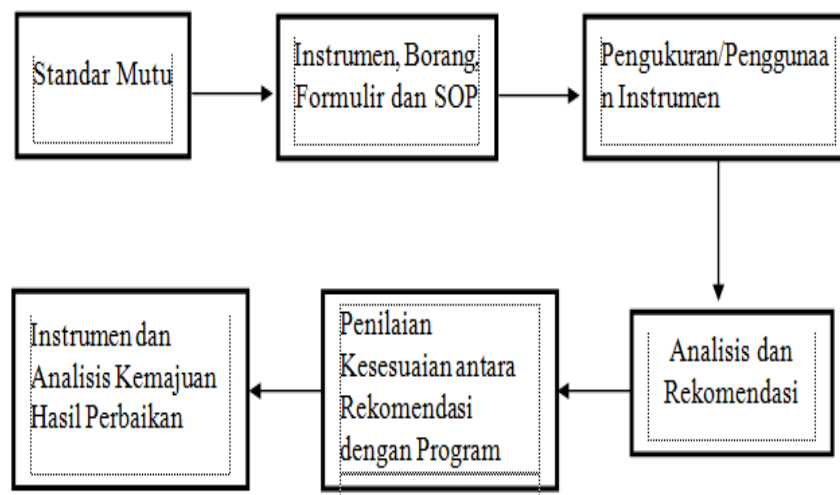 Standar Mutu
Instrumen, Borang,
Formulir dan SOP
Pengukuran/Penggunaa
n Instrumen
Analisis dan
Rekomendasi
Penilaian
Kesesuaian antara
Rekomendasi
dengan Program
Instrumen dan
Analisis Kemajuan
Hasil Perbaikan